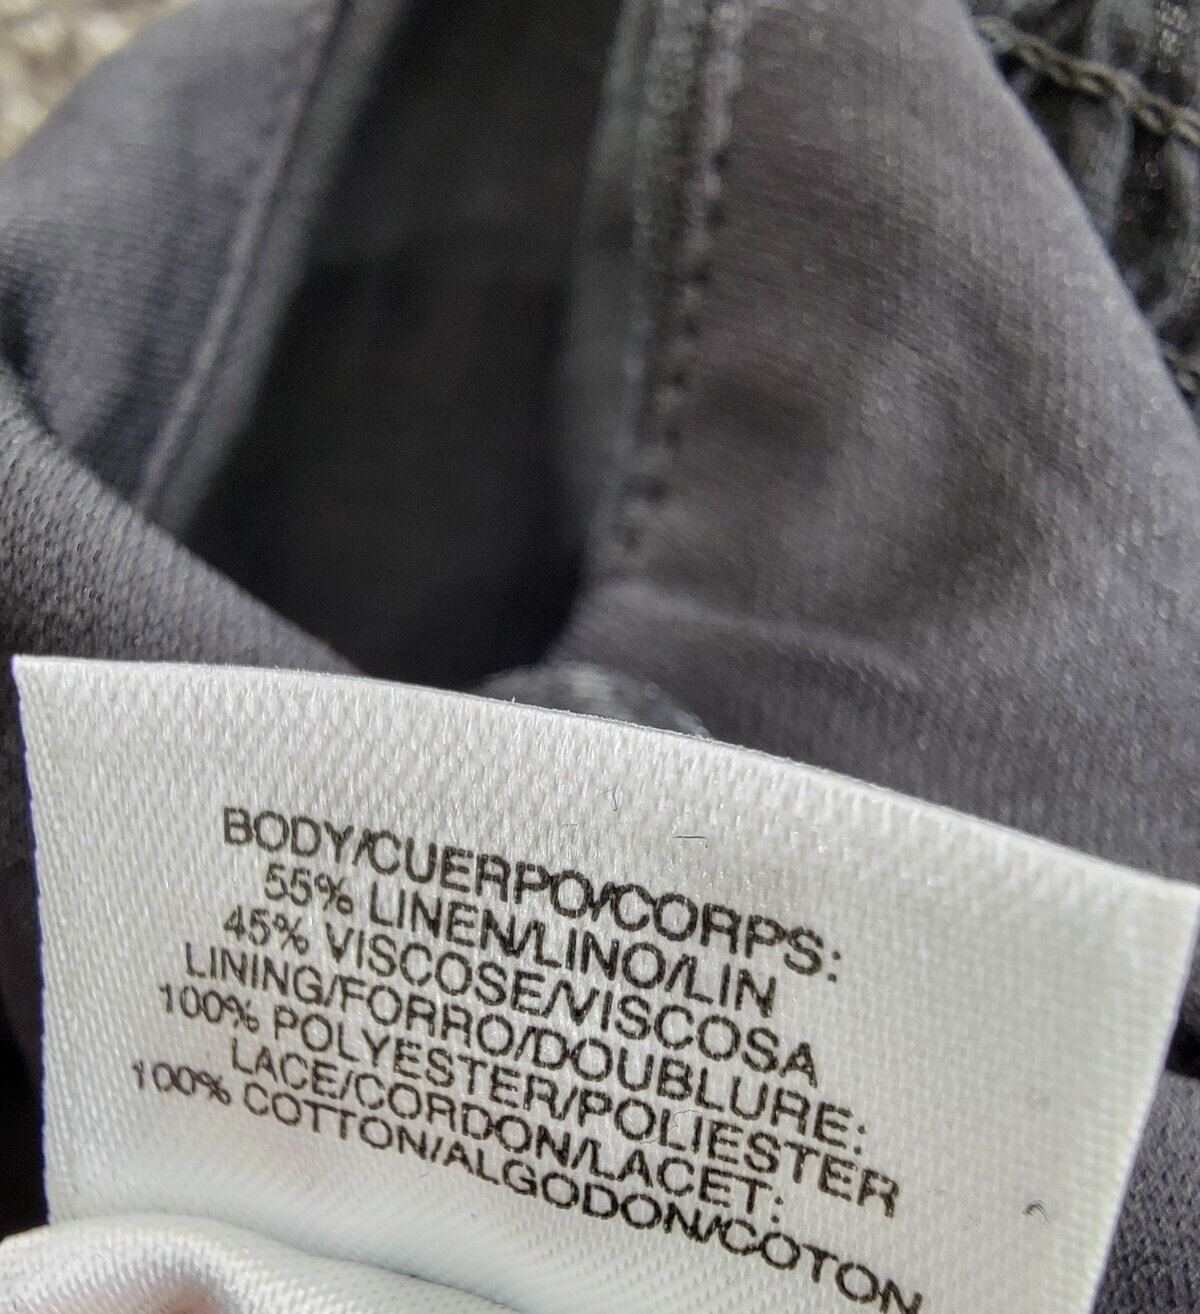 BODY/CUERPO/CORPS:
55% LINEN/LINO/LIN
45% VISCOSE/VISCOSA
LINING/FORRO/DOUBLURE:
100% POLYESTER/POLIESTER
LACE/CORDON/LACET:
100% COTTON/ALGODON/COTON